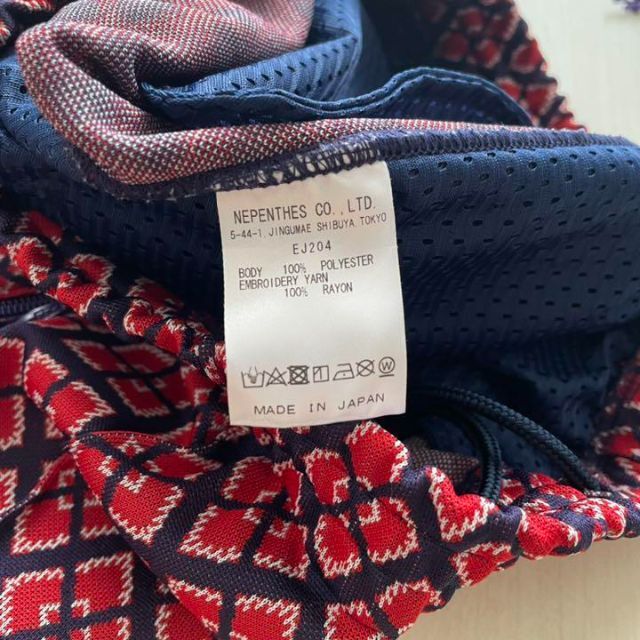 NEPENTHES CO.,LTD.
5-44-1, JINGUMAE SHIBUYA, TOKYO
EJ204
BODY 100% POLYESTER
EMBROIDERY YARN
100% RAYON
MADE IN JAPAN